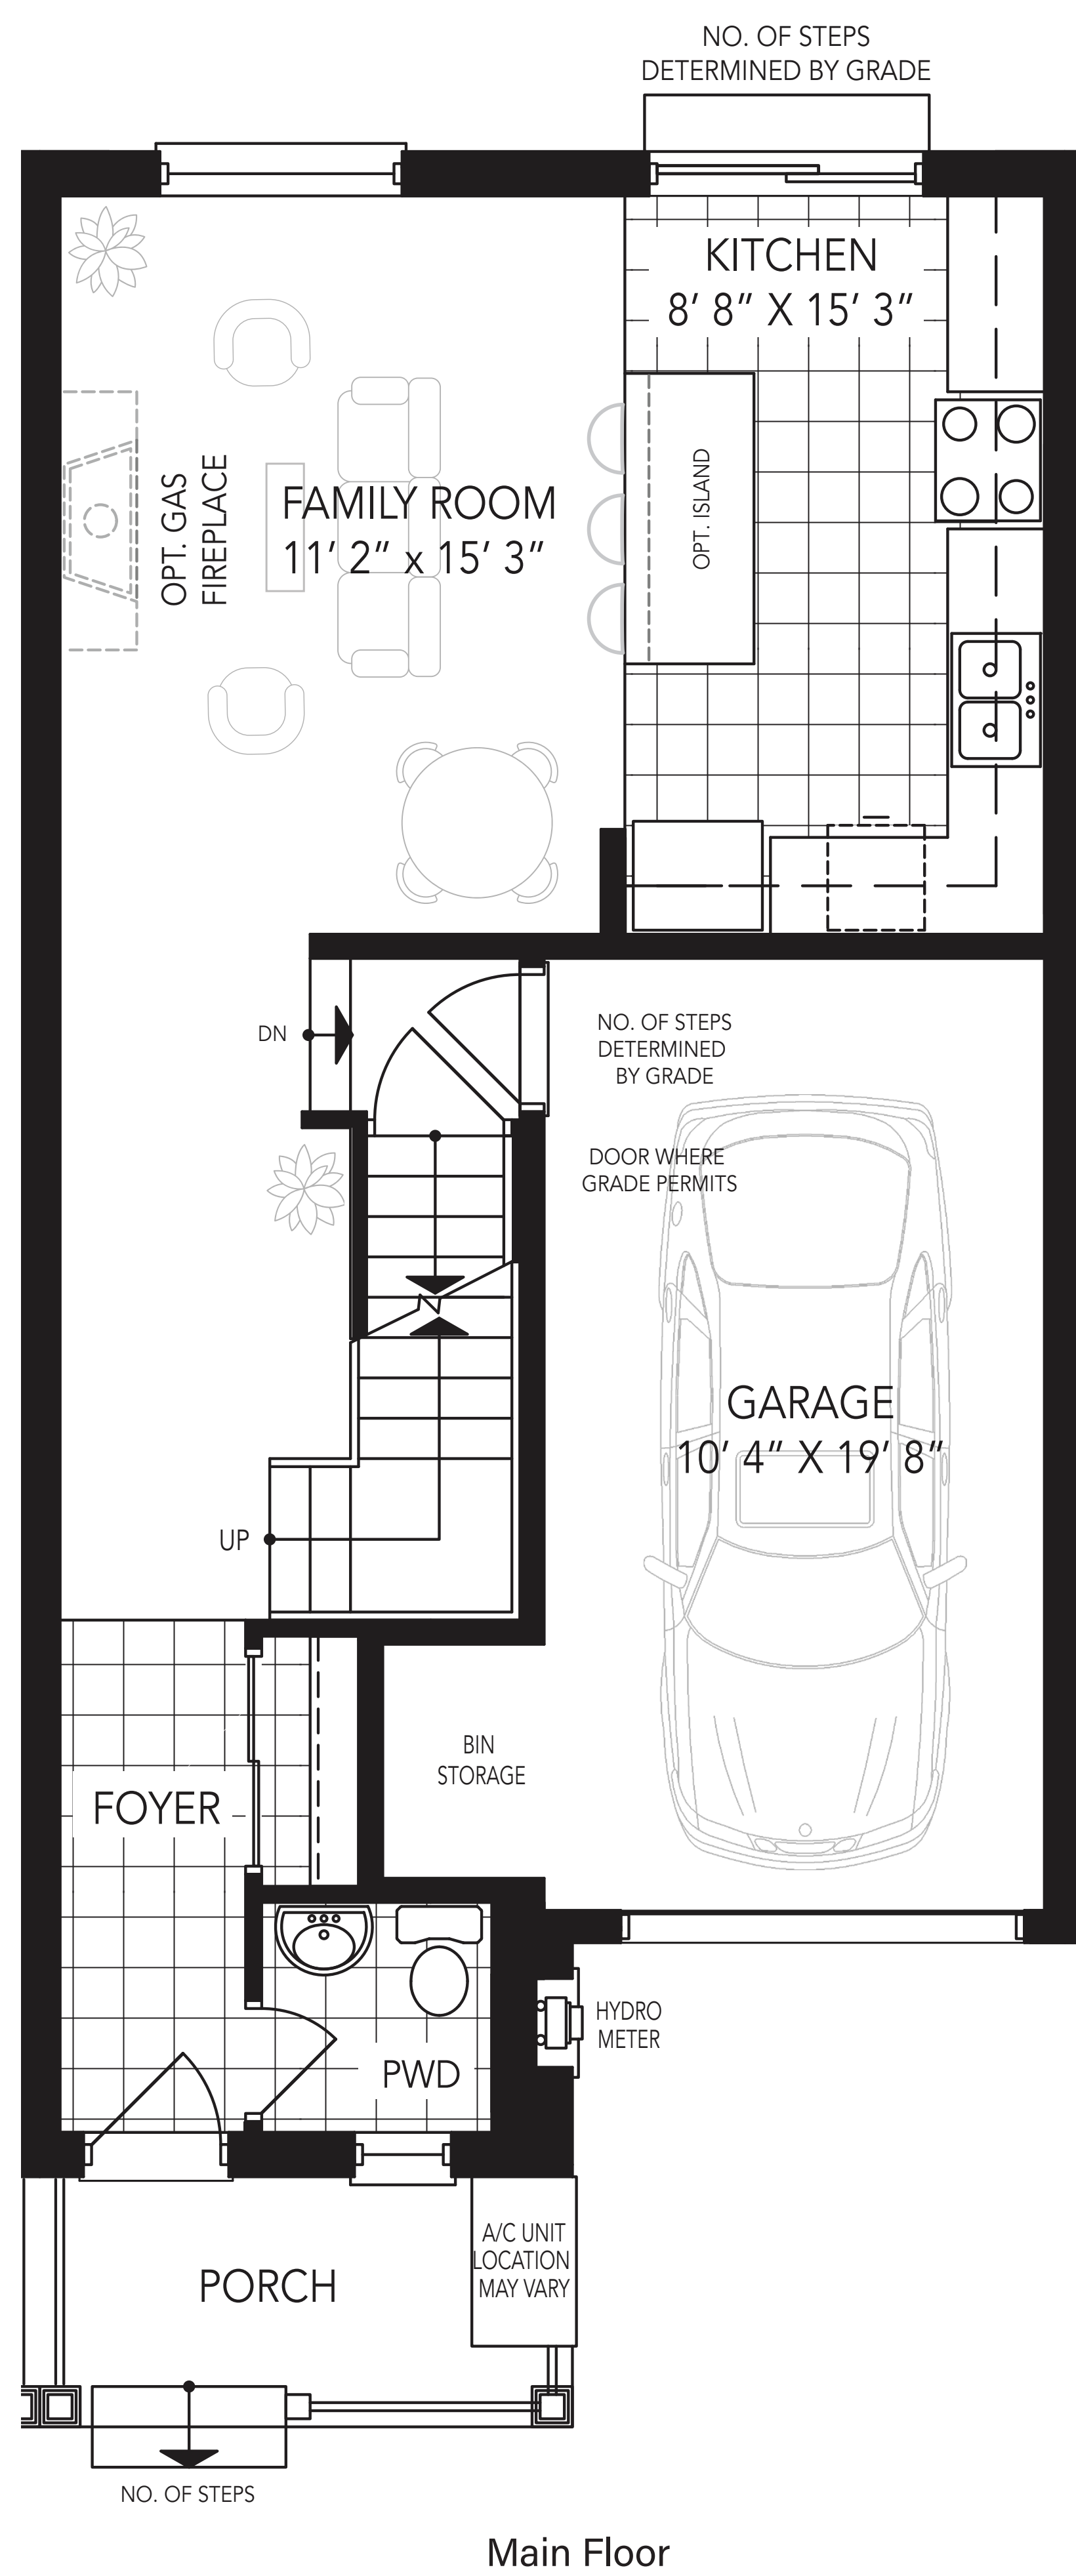 NO. OF STEPS
DETERMINED BY GRADE
KITCHEN
8' 8" X 15' 3"
OPT. GAS
FIREPLACE
FAMILY ROOM
11' 2" x 15' 3"
OPT. ISLAND
DN
NO. OF STEPS
DETERMINED
BY GRADE
DOOR WHERE
GRADE PERMITS
GARAGE
10' 4" X 19' 8"
UP
BIN
STORAGE
FOYER
HYDRO
METER
PWD
A/C UNIT
LOCATION
MAY VARY
PORCH
NO. OF STEPS
Main Floor